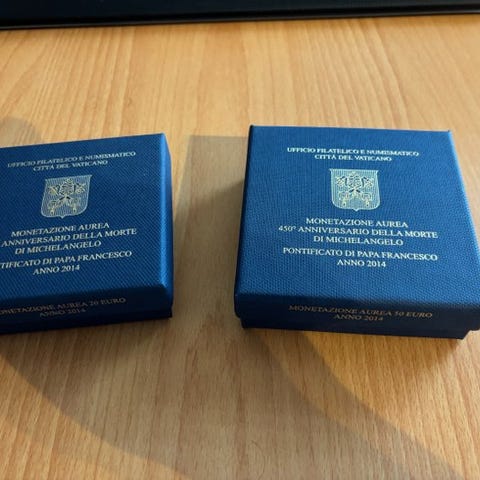 UFFICIO FILATELICO E NUMISMATICO
CITTÀ DEL VATICANO
MONETAZIONE AUREA
ANNIVERSARIO DELLA MORTE
DI MICHELANGELO
PONTIFICATO DI PAPA FRANCESCO
ANNO 2014
MONETAZIONE AUREA 20 EURO
ANNO 2014
UFFICIO FILATELICO E NUMISMATICO
CITTÀ DEL VATICANO
MONETAZIONE AUREA
450° ANNIVERSARIO DELLA MORTE
DI MICHELANGELO
PONTIFICATO DI PAPA FRANCESCO
ANNO 2014
MONETAZIONE AUREA 50 EURO
ANNO 2014